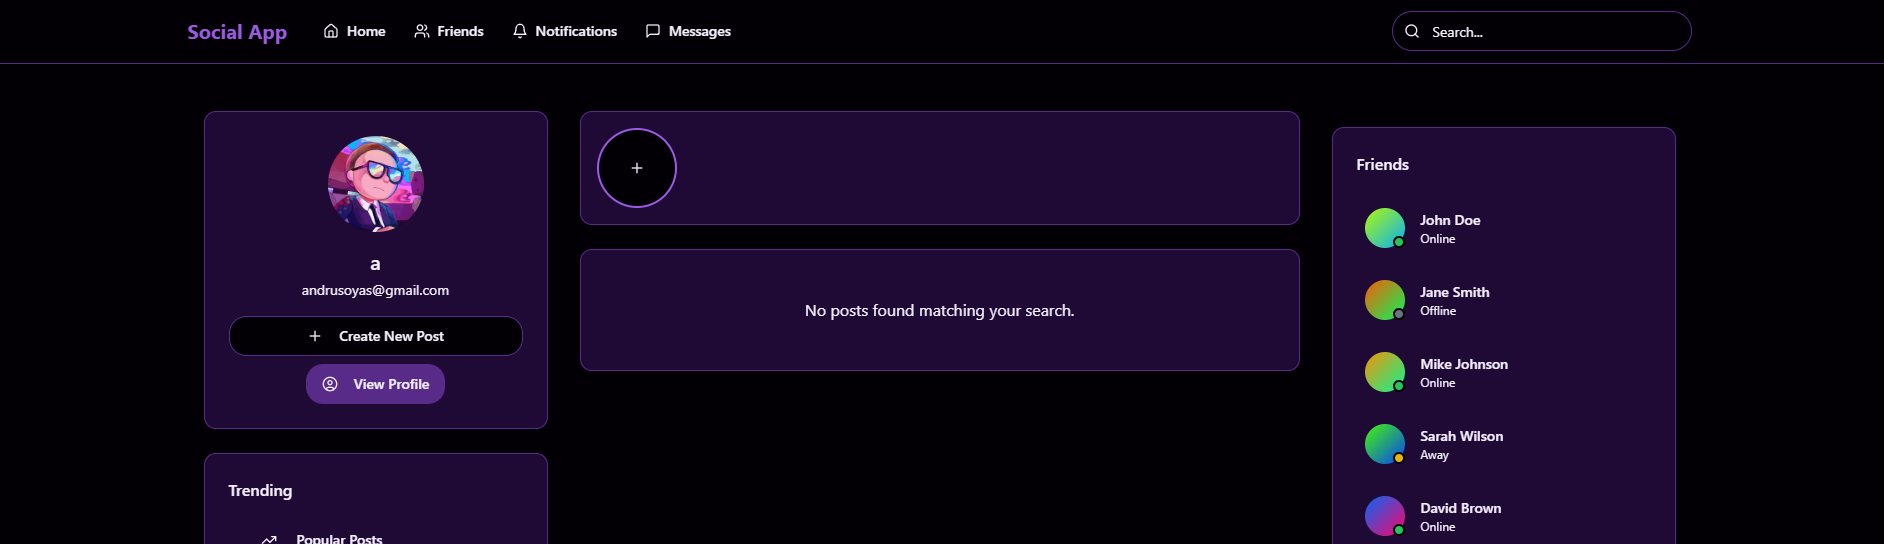 Social App
Home
Friends
Notifications
Messages
Search...
a
andrusoyas@gmail.com
Create New Post
View Profile
Trending
Popular Posts
No posts found matching your search.
Friends
John Doe
Online
Jane Smith
Offline
Mike Johnson
Online
Sarah Wilson
Away
David Brown
Online